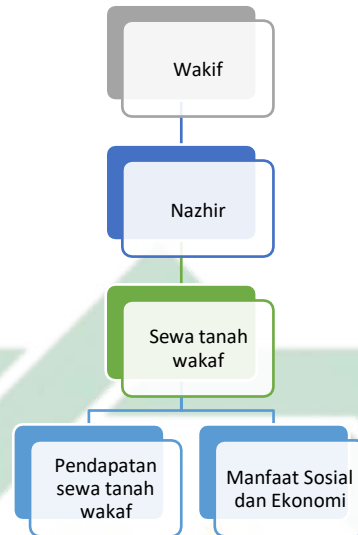 Wakif
Nazhir
Sewa tanah
wakaf
Pendapatan
sewa tanah
wakaf
Manfaat Sosial
dan Ekonomi